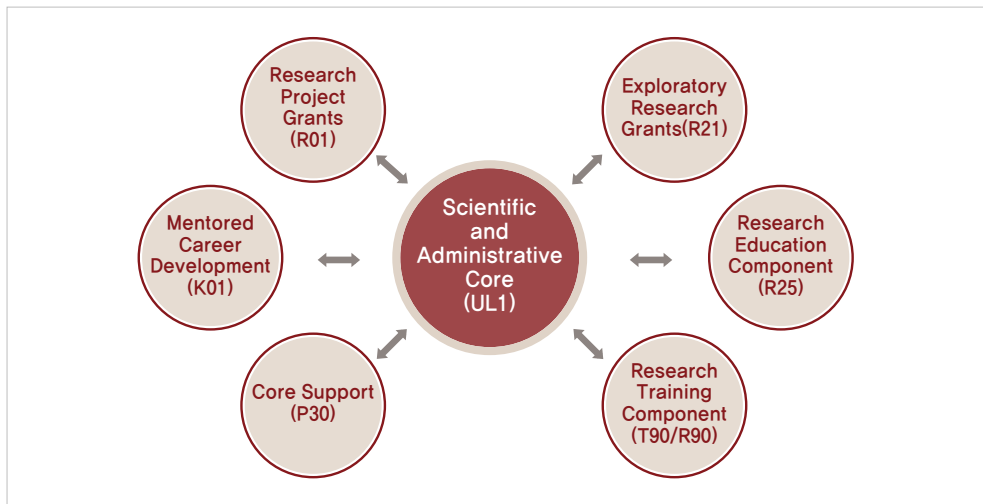 Research
Project
Grants
(R01)
Exploratory
Research
Grants(R21)
Mentored
Career
Development
(K01)
Scientific
and
Administrative
Core
(UL1)
Research
Education
Component
(R25)
Core Support
(P30)
Research
Training
Component
(T90/R90)